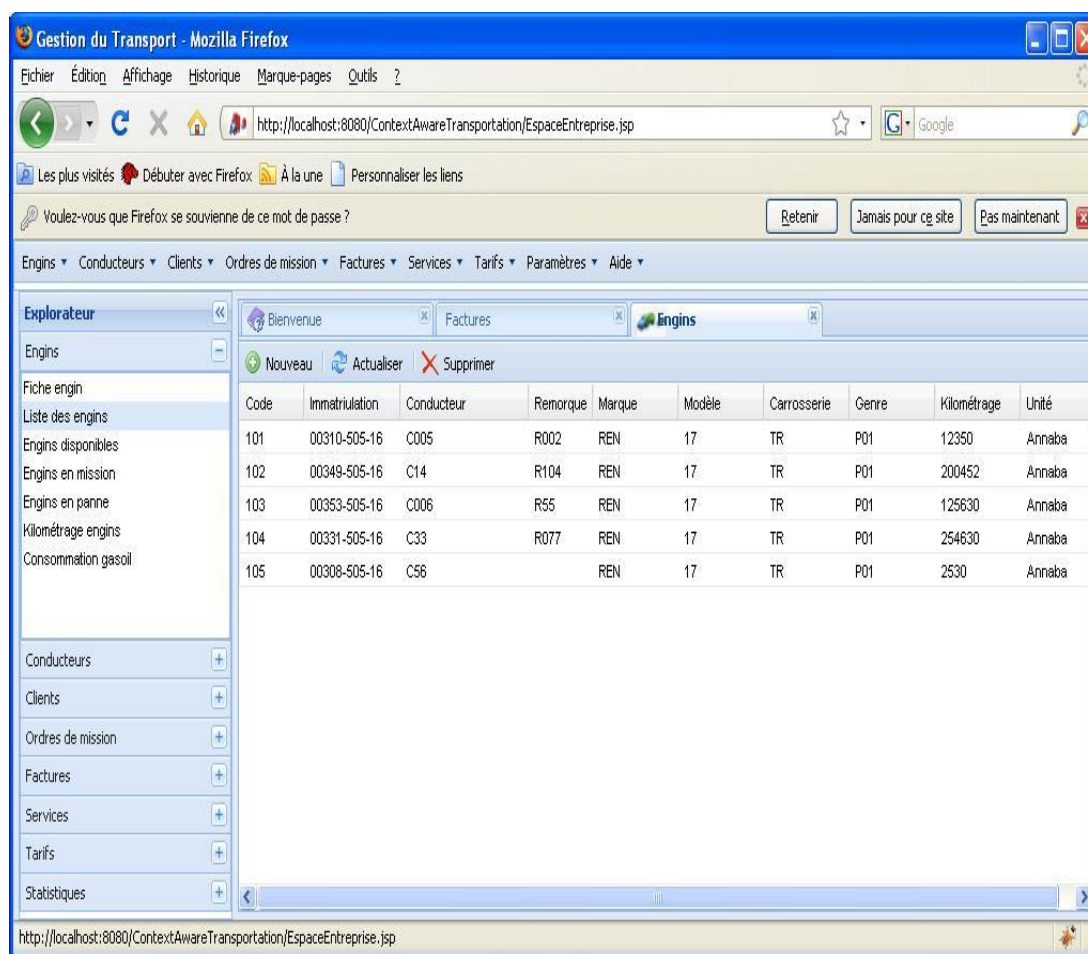 Gestion du Transport - Mozilla Firefox
Fichier Édition Affichage Historique Marque-pages Outils ?
http://localhost:8080/ContextAwareTransportation/EspaceEntreprise.jsp G Google
Les plus visités Débuter avec Firefox À la une Personnaliser les liens
Voulez-vous que Firefox se souvienne de ce mot de passe ? Retenir Jamais pour ce site Pas maintenant
Engins Conducteurs Clients Ordres de mission Factures Services Tarifs Paramètres Aide
Explorateur Bienvenue Factures Engins
Engins Nouveau Actualiser Supprimer
Fiche engin
Liste des engins
Engins disponibles
Engins en mission
Engins en panne
Kilométrage engins
Consommation gasoil
Code Immatriulation Conducteur Remorque Marque Modèle Carrosserie Genre Kilométrage Unité
101 00310-505-16 C005 R002 REN 17 TR P01 12350 Annaba
102 00349-505-16 C14 R104 REN 17 TR P01 200452 Annaba
103 00353-505-16 C006 R55 REN 17 TR P01 125630 Annaba
104 00331-505-16 C33 R077 REN 17 TR P01 254630 Annaba
105 00308-505-16 C56 REN 17 TR P01 2530 Annaba
Conducteurs
Clients
Ordres de mission
Factures
Services
Tarifs
Statistiques
http://localhost:8080/ContextAwareTransportation/EspaceEntreprise.jsp